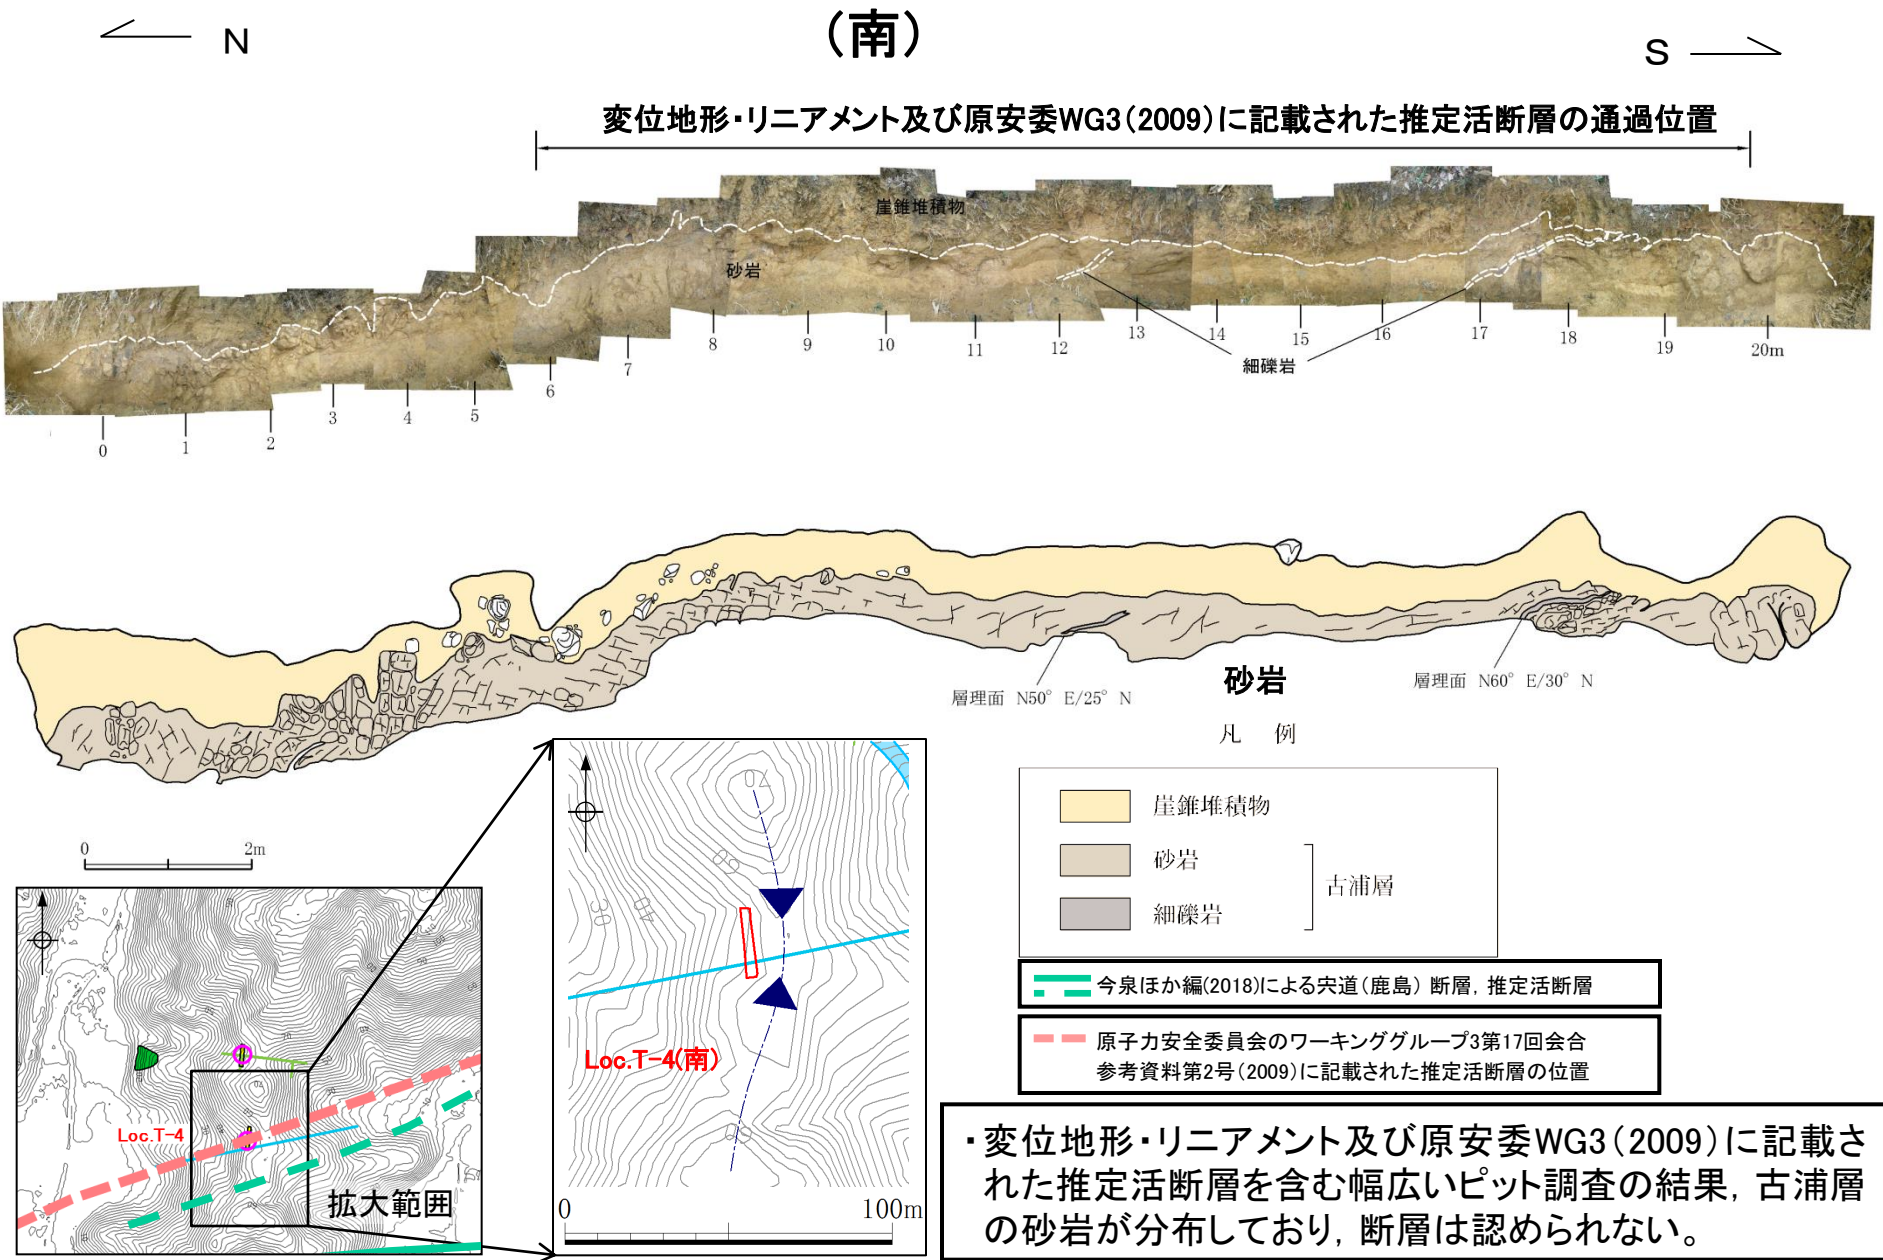 N
(南)
S
変位地形・リニアメント及び原安委WG3(2009)に記載された推定活断層の通過位置
崖錐堆積物
砂岩
0
1
2
3
4
5
6
7
8
9
10
11
12
13
14
15
16
17
18
19
20m
細礫岩
層理面 N50° E/25° N
層理面 N60° E/30° N
砂岩
凡 例
崖錐堆積物
砂岩
細礫岩
古浦層
今泉ほか編(2018)による宍道(鹿島)断層, 推定活断層
原子力安全委員会のワーキンググループ3第17回会合
参考資料第2号(2009)に記載された推定活断層の位置
0 2m
Loc.T-4
拡大範囲
70
40
Loc.T-4(南)
0 100m
・変位地形・リニアメント及び原安委WG3(2009)に記載さ
れた推定活断層を含む幅広いピット調査の結果, 古浦層
の砂岩が分布しており, 断層は認められない。